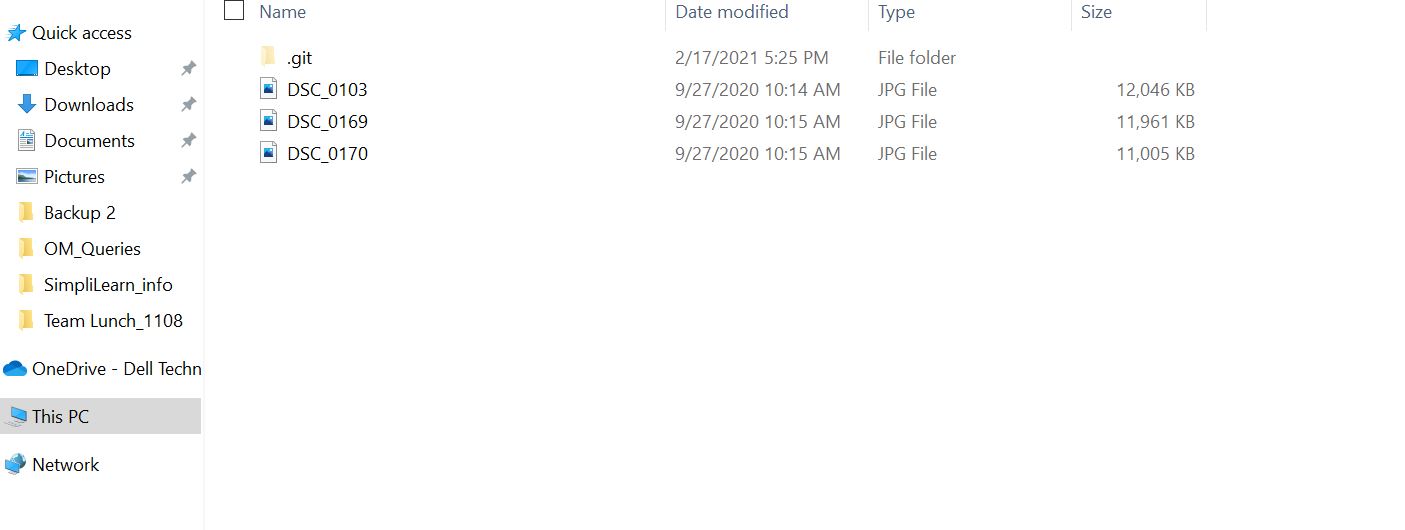 Quick access
Desktop
Downloads
Documents
Pictures
Backup 2
OM_Queries
SimpliLearn_info
Team Lunch_1108
OneDrive - Dell Techn
This PC
Network
Name Date modified Type Size
.git 2/17/2021 5:25 PM File folder
DSC_0103 9/27/2020 10:14 AM JPG File 12,046 KB
DSC_0169 9/27/2020 10:15 AM JPG File 11,961 KB
DSC_0170 9/27/2020 10:15 AM JPG File 11,005 KB